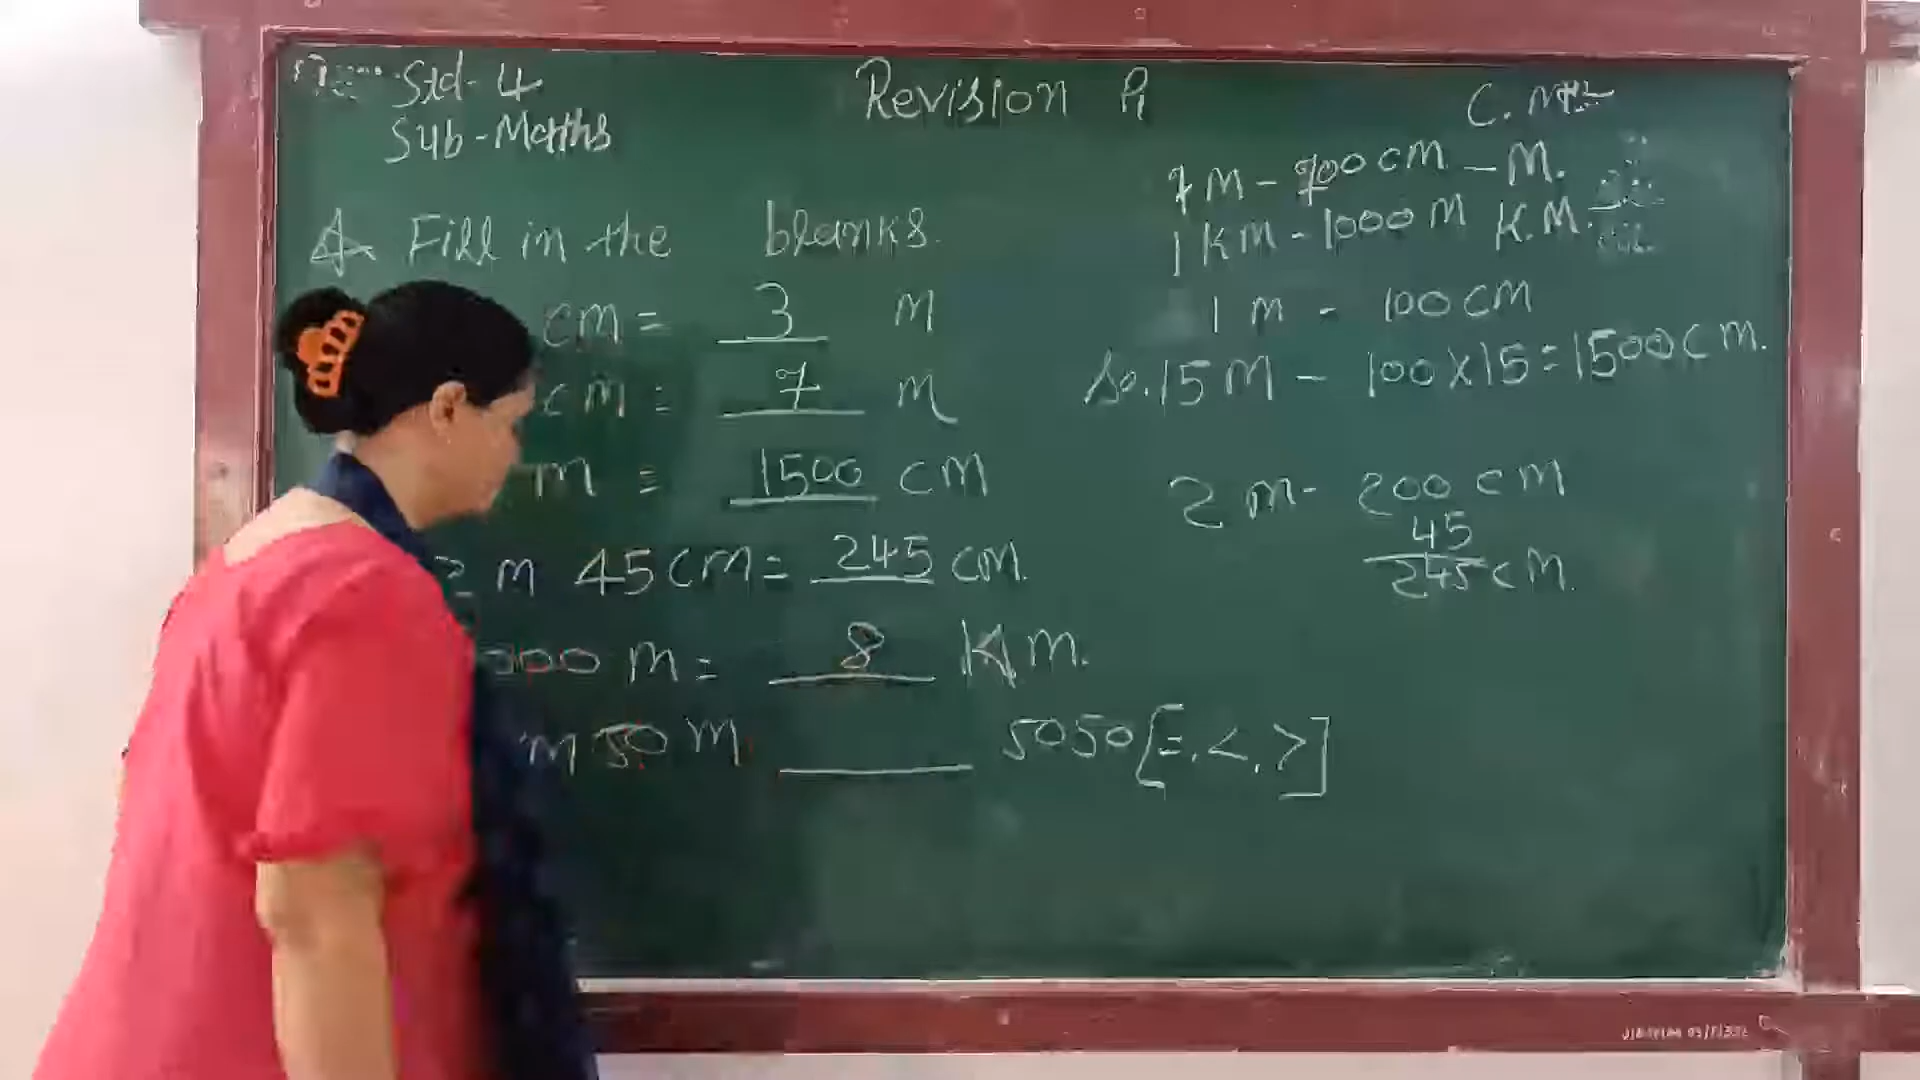 Std-4
Sub-Maths
Revision
C. M
7 M - 700 cm - M.
1 KM - 1000 M K.M.
Fill in the blanks.
cm = 3 M
1 m - 100 cm
cm = 7 m
So. 15 M - 100 X 15 = 1500 cm.
m = 1500 cm
2 m - 200 cm
45
245 cm.
m 45 cm = 245 cm.
000 m = 8 Km.
m 50 m ____ 5050 [=, <, >]